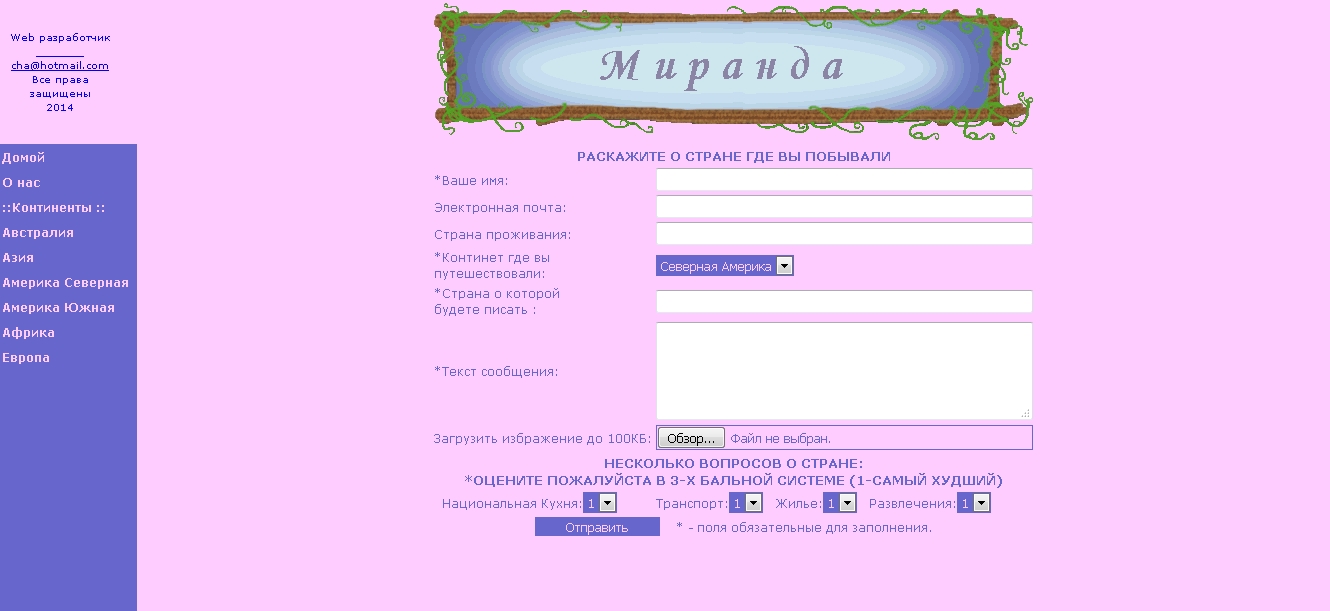 Web разработчик
cha@hotmail.com
Все права
защищены
2014
Миранда
Домой
О нас
::Континенты ::
Австралия
Азия
Америка Северная
Америка Южная
Африка
Европа
РАСКАЖИТЕ О СТРАНЕ ГДЕ ВЫ ПОБЫВАЛИ
*Ваше имя:
Электронная почта:
Страна проживания:
*Континет где вы
путешествовали:
Северная Америка
*Страна о которой
будете писать :
*Текст сообщения:
Загрузить избражение до 100КБ: Обзор... Файл не выбран.
НЕСКОЛЬКО ВОПРОСОВ О СТРАНЕ:
*ОЦЕНИТЕ ПОЖАЛУЙСТА В 3-Х БАЛЬНОЙ СИСТЕМЕ (1-САМЫЙ ХУДШИЙ)
Национальная Кухня: 1 Транспорт: 1 Жилье: 1 Развлечения: 1
Отправить * - поля обязательные для заполнения.